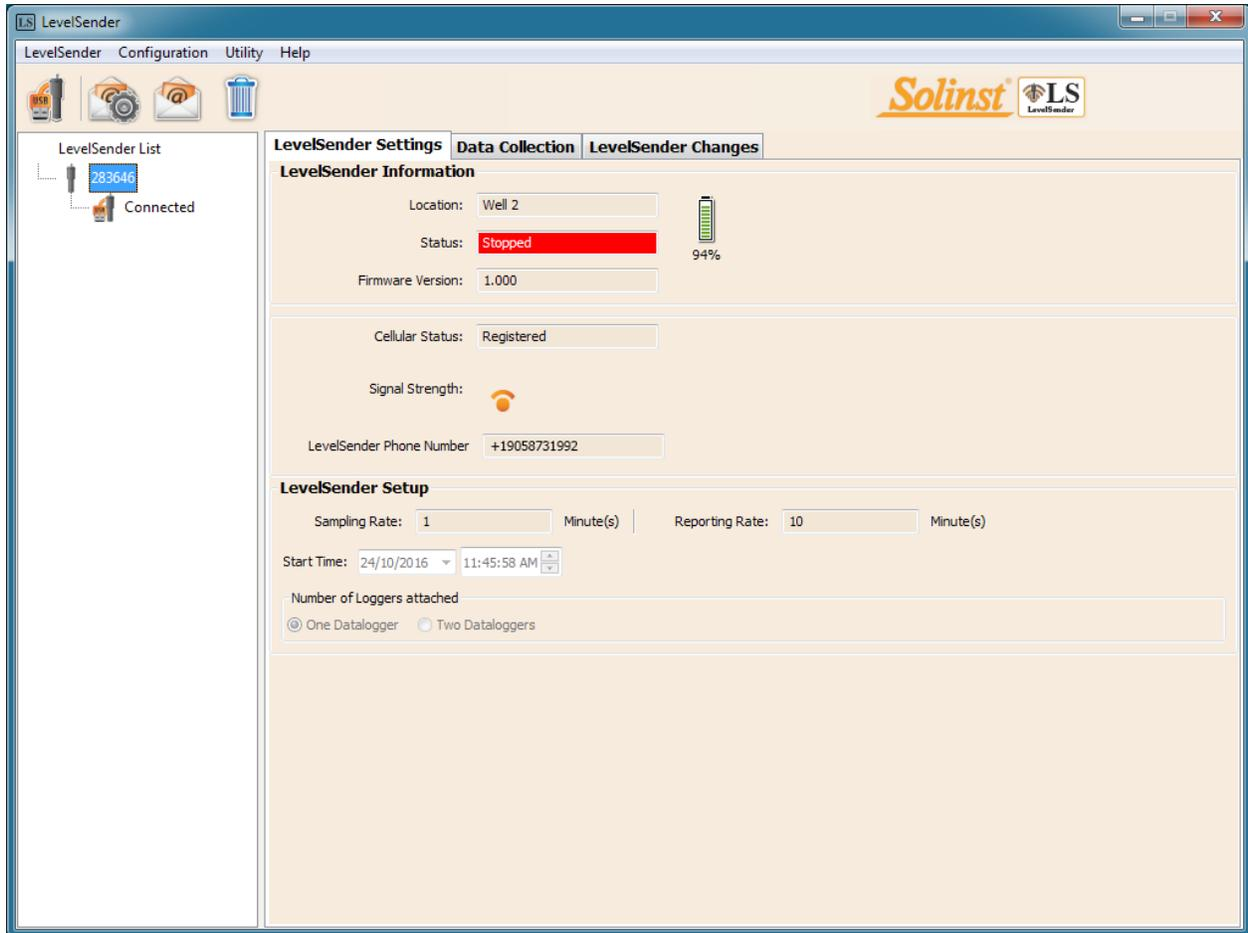 LS LevelSender
LevelSender Configuration Utility Help
USB @ @
Solinst LS
LevelSender
LevelSender List
283646
Connected
LevelSender Settings Data Collection LevelSender Changes
LevelSender Information
Location: Well 2
Status: Stopped
94%
Firmware Version: 1.000
Cellular Status: Registered
Signal Strength:
LevelSender Phone Number +19058731992
LevelSender Setup
Sampling Rate: 1 Minute(s) Reporting Rate: 10 Minute(s)
Start Time: 24/10/2016 11:45:58 AM
Number of Loggers attached
One Datalogger Two Dataloggers